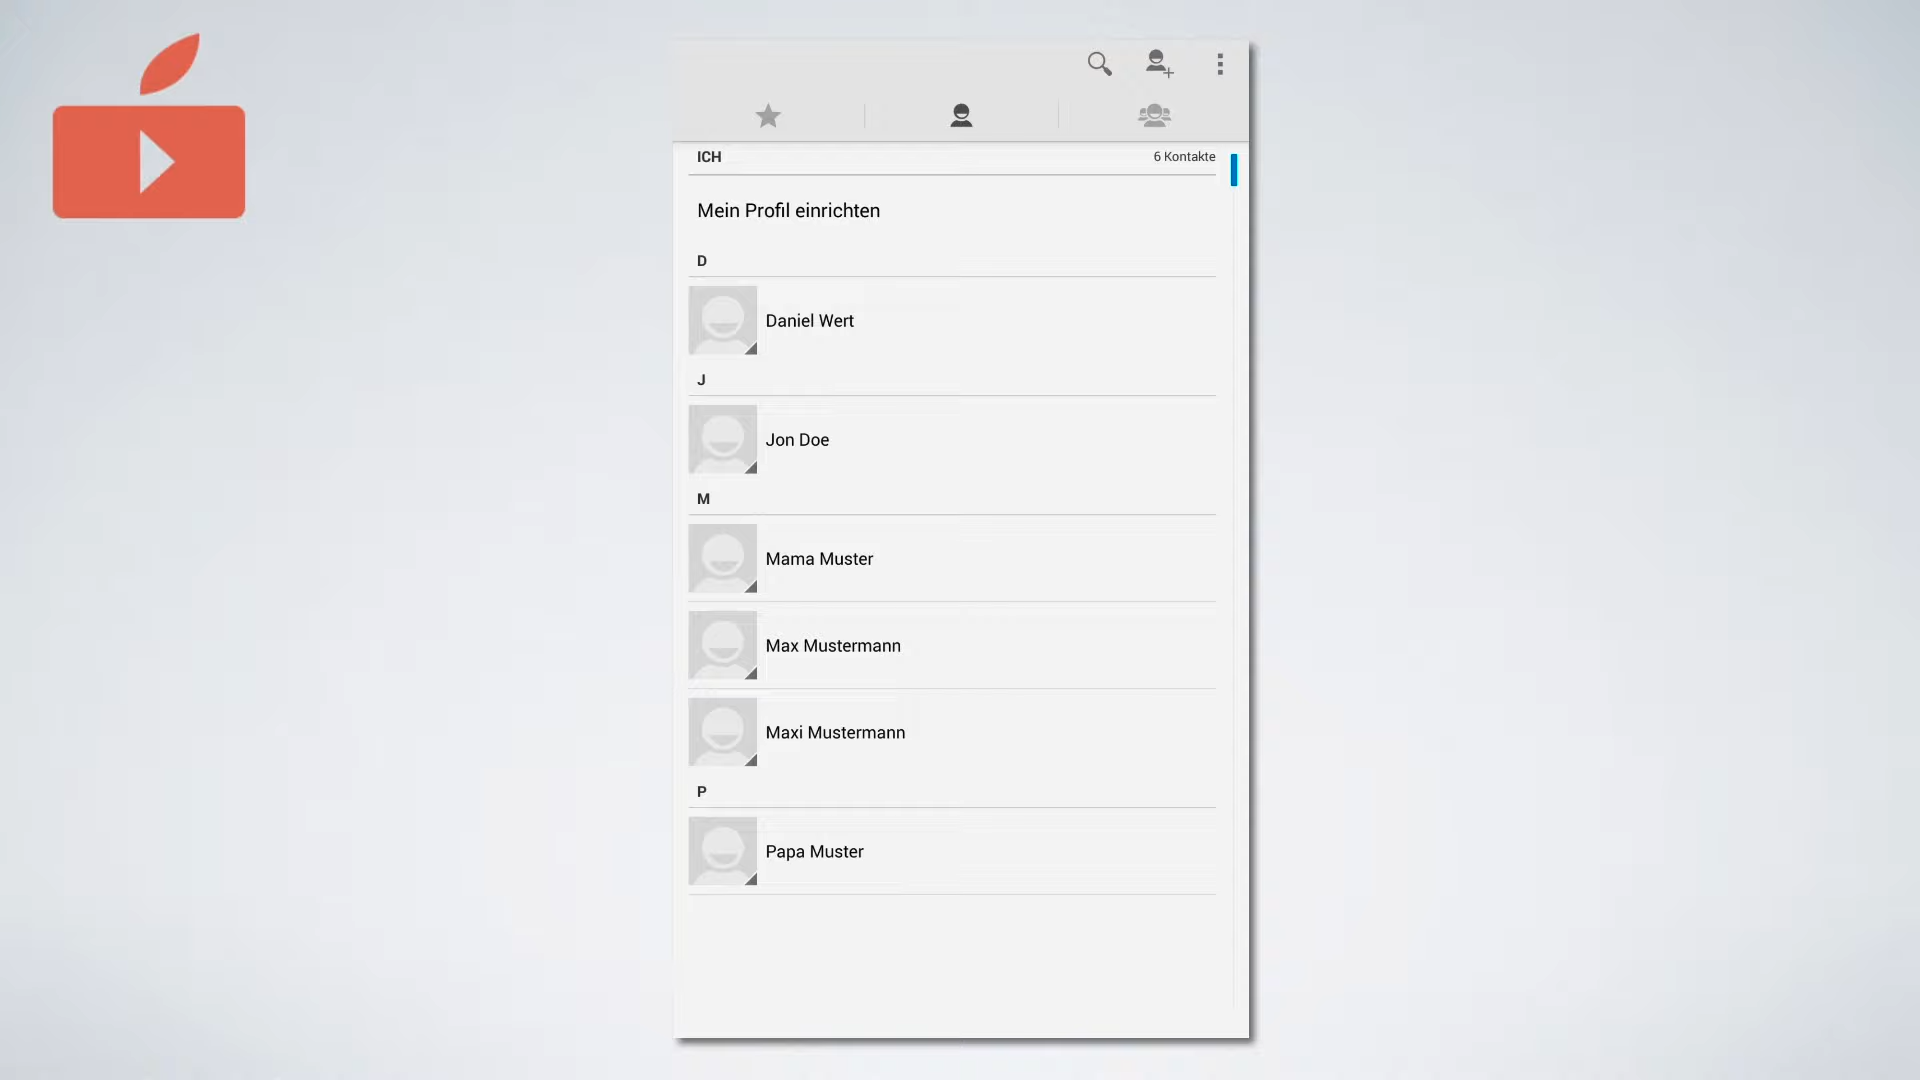 ICH 6 Kontakte
Mein Profil einrichten
D
Daniel Wert
J
Jon Doe
M
Mama Muster
Max Mustermann
Maxi Mustermann
P
Papa Muster